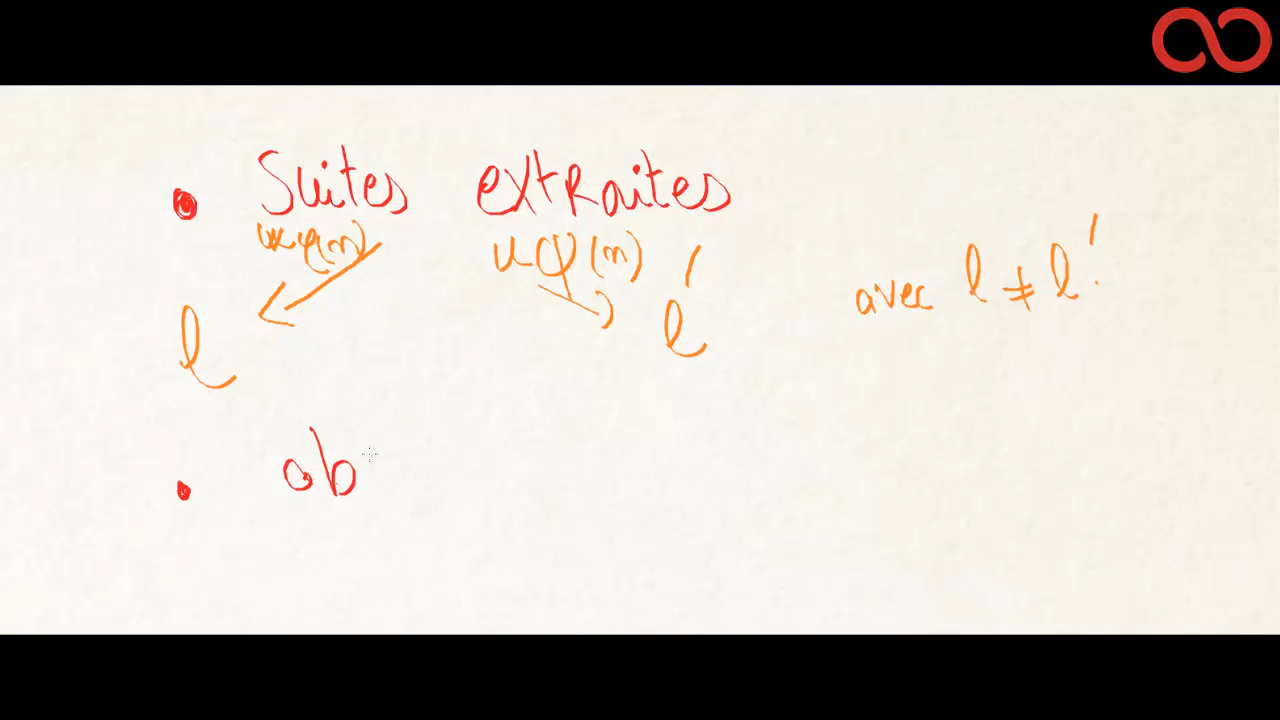 • Suites extraites
uφ(n) uφ(n)
l l' avec l ≠ l'
• ob